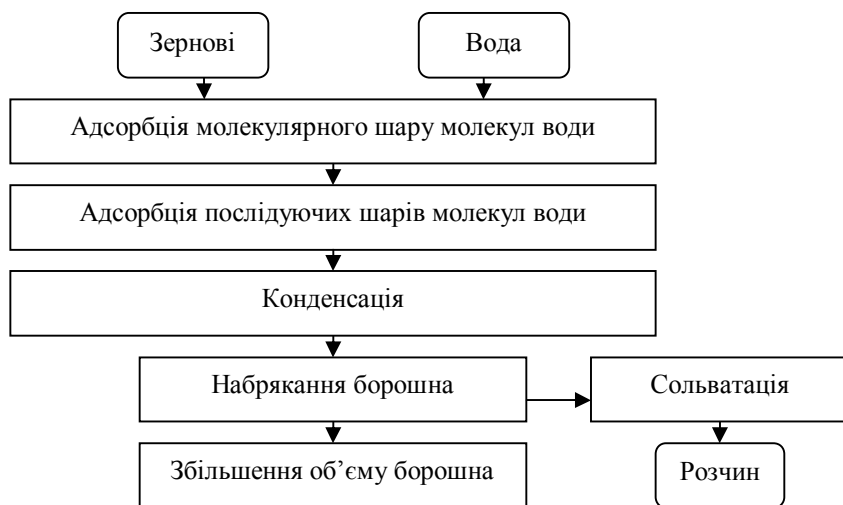 Зернові
Вода
Адсорбція молекулярного шару молекул води
Адсорбція послідуючих шарів молекул води
Конденсація
Набрякання борошна
Сольватація
Збільшення об’єму борошна
Розчин